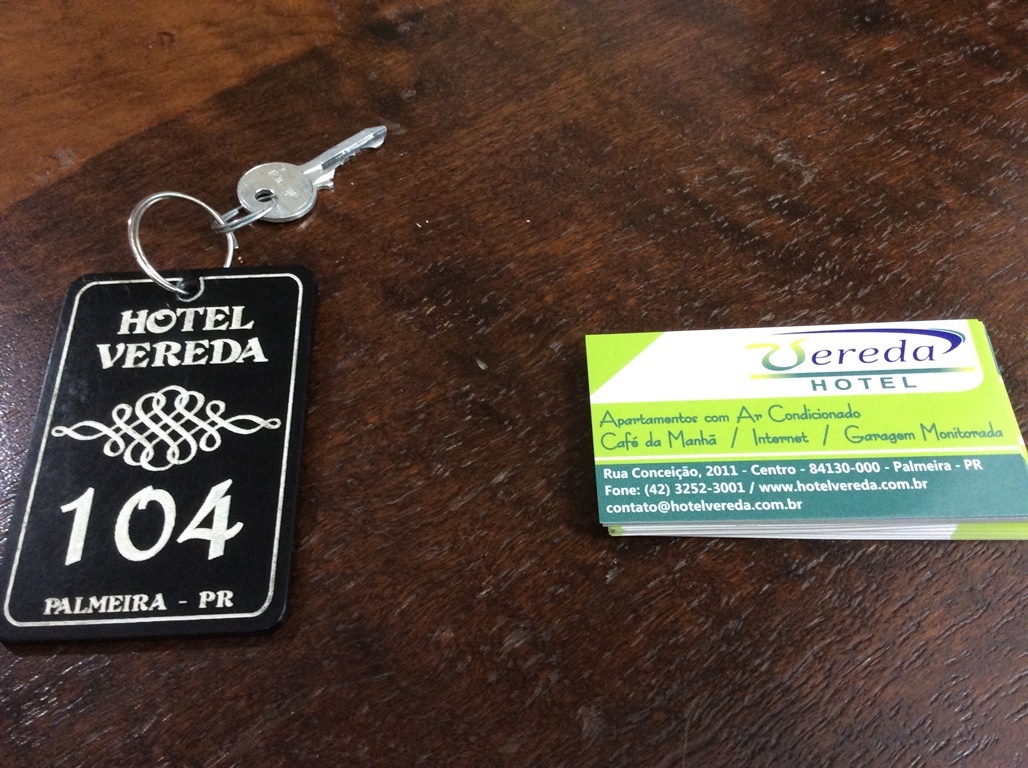 HOTEL
VEREDA
104
PALMEIRA - PR
Vereda
HOTEL
Apartamentos com Ar Condicionado
Café da Manhã / Internet / Garagem Monitorada
Rua Conceição, 2011 - Centro - 84130-000 - Palmeira - PR
Fone: (42) 3252-3001 / www.hotelvereda.com.br
contato@hotelvereda.com.br